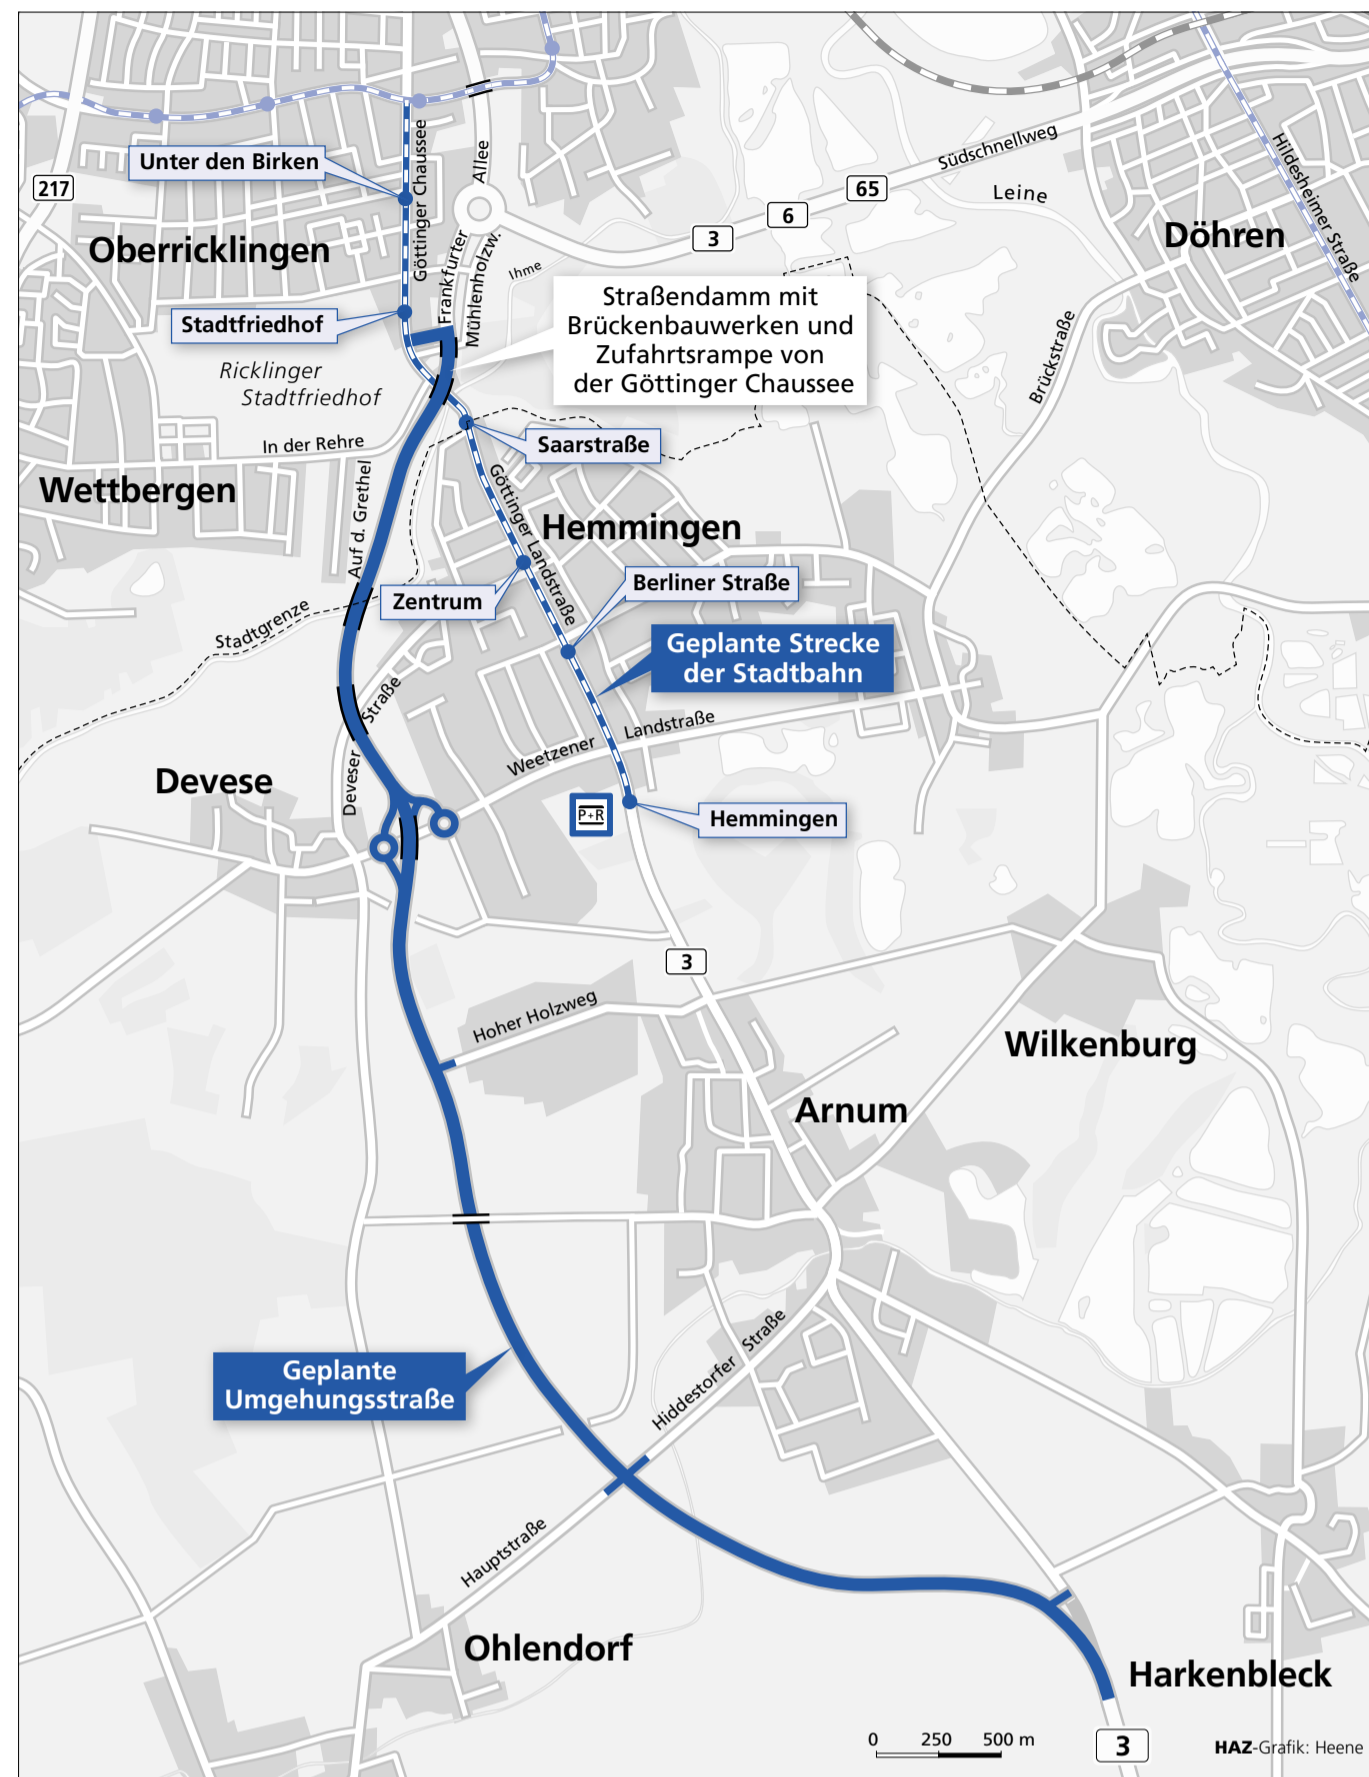 Unter den Birken
217
Göttinger Chaussee
Allee
Südschnellweg
Hildesheimer Straße
65
Leine
6
3
Döhren
Oberricklingen
Frankfurter
Mühlenholzw.
Ihme
Stadtfriedhof
Straßendamm mit
Brückenbauwerken und
Zufahrtsrampe von
der Göttinger Chaussee
Brückstraße
Ricklinger
Stadtfriedhof
In der Rehre
Saarstraße
Wettbergen
Auf d. Grethel
Göttinger Landstraße
Hemmingen
Zentrum
Berliner Straße
Stadtgrenze
Geplante Strecke
der Stadtbahn
Deveser Straße
Weetzener Landstraße
Devese
P+R
Hemmingen
3
Hoher Holzweg
Wilkenburg
Arnum
Geplante
Umgehungsstraße
Hiddestorfer Straße
Hauptstraße
Ohlendorf
Harkenbleck
0 250 500 m
3
HAZ-Grafik: Heene